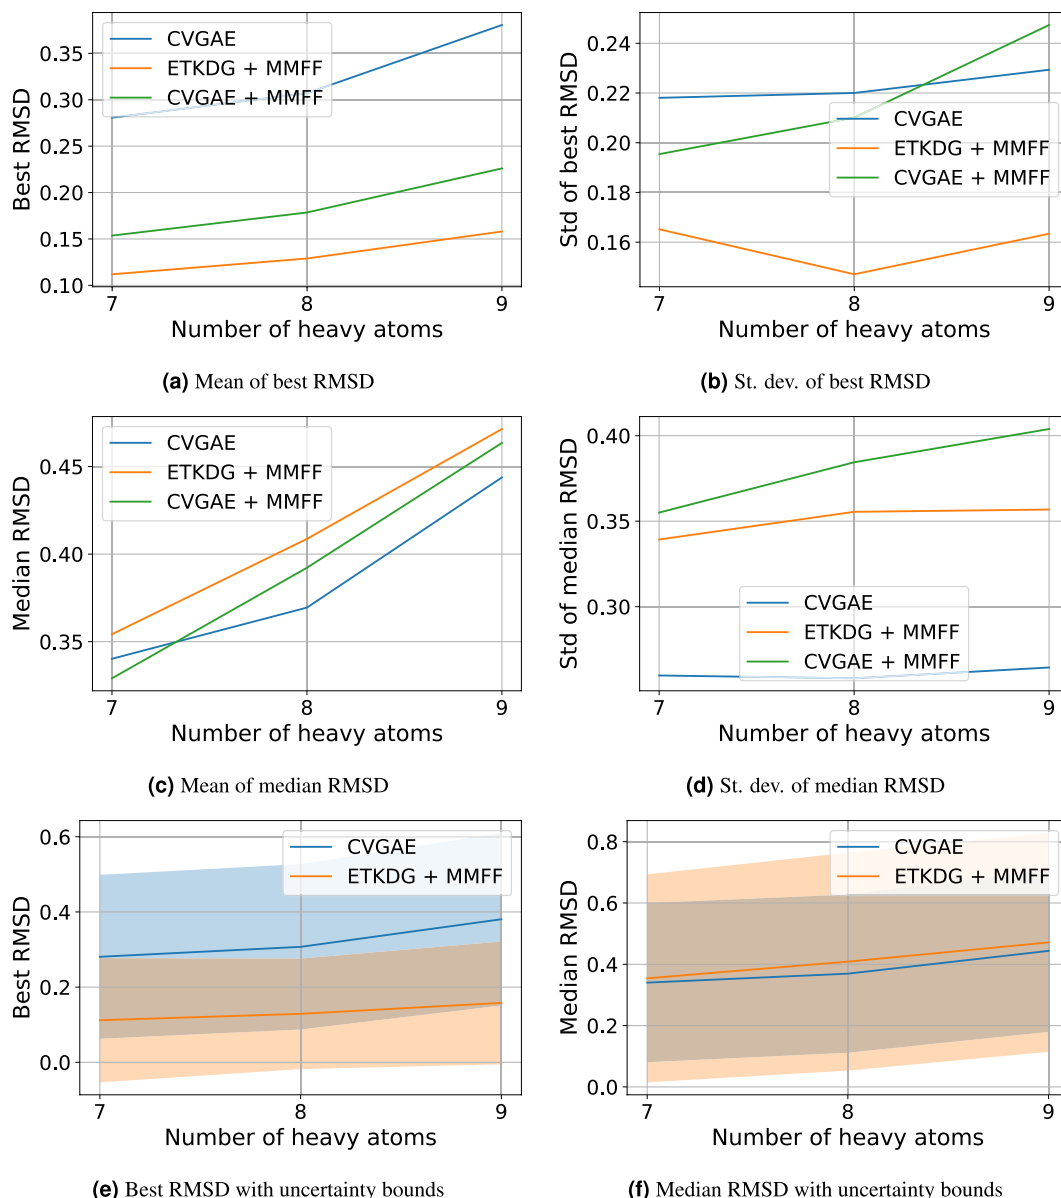 CVGAE
ETKDG + MMFF
CVGAE + MMFF
Best RMSD
0.35
0.30
0.25
0.20
0.15
0.10
7
8
9
Number of heavy atoms
(a) Mean of best RMSD
CVGAE
ETKDG + MMFF
CVGAE + MMFF
Std of best RMSD
0.24
0.22
0.20
0.18
0.16
7
8
9
Number of heavy atoms
(b) St. dev. of best RMSD
CVGAE
ETKDG + MMFF
CVGAE + MMFF
Median RMSD
0.45
0.40
0.35
7
8
9
Number of heavy atoms
(c) Mean of median RMSD
CVGAE
ETKDG + MMFF
CVGAE + MMFF
Std of median RMSD
0.40
0.35
0.30
7
8
9
Number of heavy atoms
(d) St. dev. of median RMSD
CVGAE
ETKDG + MMFF
Best RMSD
0.6
0.4
0.2
0.0
7
8
9
Number of heavy atoms
(e) Best RMSD with uncertainty bounds
CVGAE
ETKDG + MMFF
Median RMSD
0.8
0.6
0.4
0.2
0.0
7
8
9
Number of heavy atoms
(f) Median RMSD with uncertainty bounds